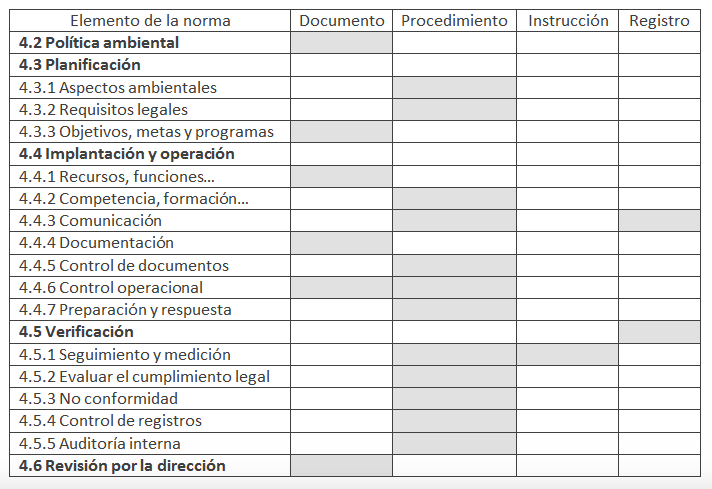 Elemento de la norma Documento Procedimiento Instrucción Registro
4.2 Política ambiental
4.3 Planificación
4.3.1 Aspectos ambientales
4.3.2 Requisitos legales
4.3.3 Objetivos, metas y programas
4.4 Implantación y operación
4.4.1 Recursos, funciones...
4.4.2 Competencia, formación...
4.4.3 Comunicación
4.4.4 Documentación
4.4.5 Control de documentos
4.4.6 Control operacional
4.4.7 Preparación y respuesta
4.5 Verificación
4.5.1 Seguimiento y medición
4.5.2 Evaluar el cumplimiento legal
4.5.3 No conformidad
4.5.4 Control de registros
4.5.5 Auditoría interna
4.6 Revisión por la dirección